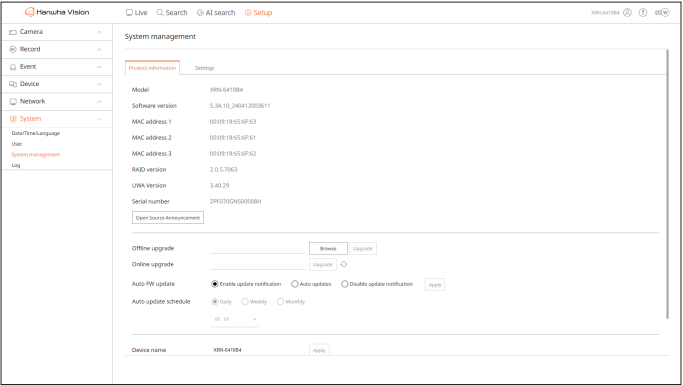 Hanwha Vision
Live Search AI search Setup
XRN-6410B4
Camera
Record
Event
Device
Network
System
Date/Time/Language
User
System management
Log
System management
Product information Settings
Model XRN-6410B4
Software version 5.34.10_240412003611
MAC address 1 00:09:18:65:6F:63
MAC address 2 00:09:18:65:6F:61
MAC address 3 00:09:18:65:6F:62
RAID version 2.0.5.7063
UWA Version 3.40.29
Serial number ZPF070GN500008H
Open Source Announcement
Offline upgrade Browse Upgrade
Online upgrade Upgrade
Auto FW update Enable update notification Auto updates Disable update notification Apply
Auto update schedule Daily Weekly Monthly
Device name XRN-6410B4 Apply